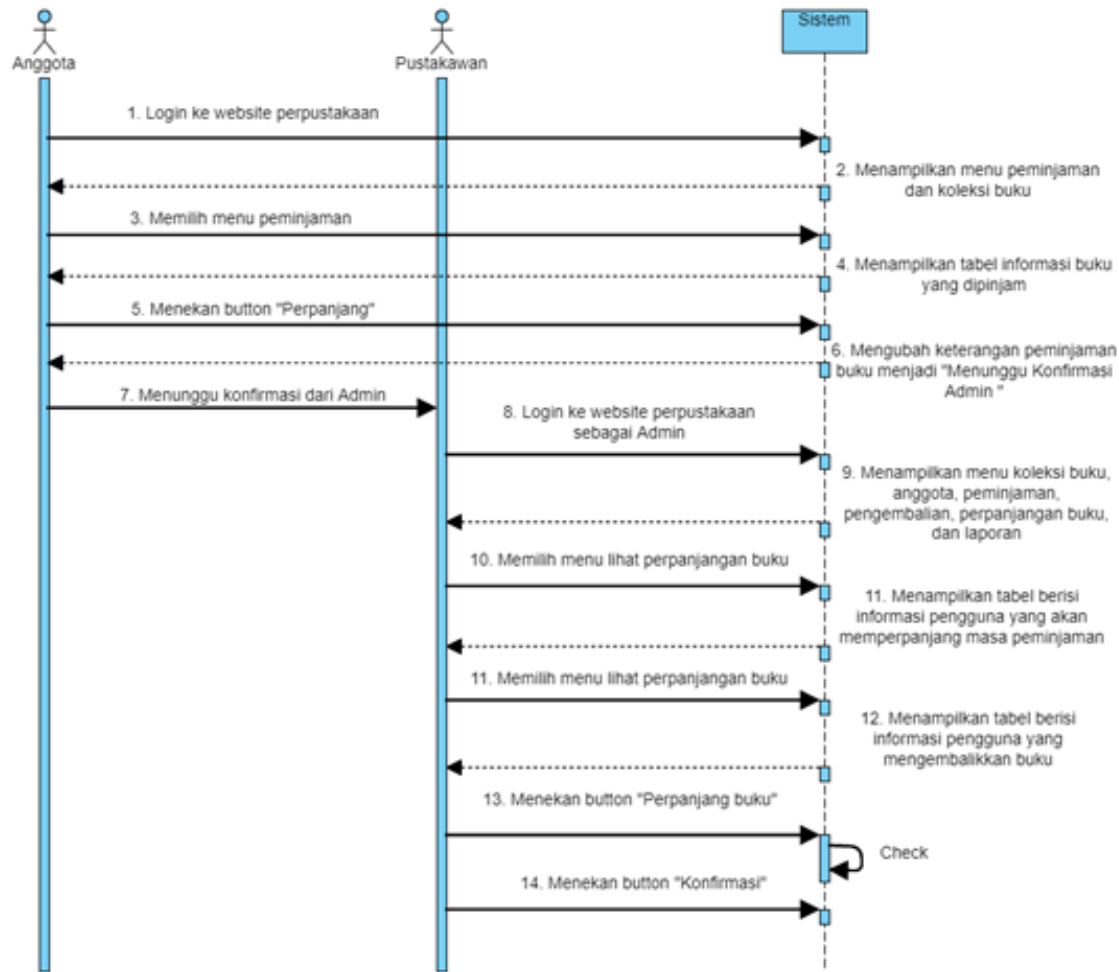 Sistem
Anggota
Pustakawan
1. Login ke website perpustakaan
2. Menampilkan menu peminjaman
dan koleksi buku
3. Memilih menu peminjaman
4. Menampilkan tabel informasi buku
yang dipinjam
5. Menekan button "Perpanjang"
6. Mengubah keterangan peminjaman
buku menjadi "Menunggu Konfirmasi
Admin "
7. Menunggu konfirmasi dari Admin
8. Login ke website perpustakaan
sebagai Admin
9. Menampilkan menu koleksi buku,
anggota, peminjaman,
pengembalian, perpanjangan buku,
dan laporan
10. Memilih menu lihat perpanjangan buku
11. Menampilkan tabel berisi
informasi pengguna yang akan
memperpanjang masa peminjaman
11. Memilih menu lihat perpanjangan buku
12. Menampilkan tabel berisi
informasi pengguna yang
mengembalikkan buku
13. Menekan button "Perpanjang buku"
Check
14. Menekan button "Konfirmasi"